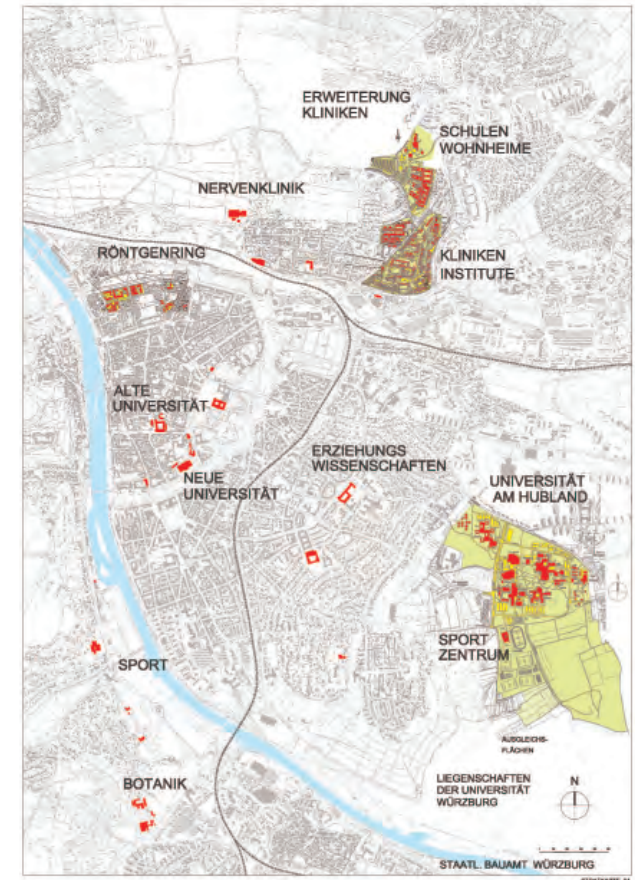 ERWEITERUNG
KLINIKEN
SCHULEN
WOHNHEIME
NERVENKLINIK
RÖNTGENRING
KLINIKEN
INSTITUTE
ALTE
UNIVERSITÄT
NEUE
UNIVERSITÄT
ERZIEHUNGS
WISSENSCHAFTEN
UNIVERSITÄT
AM HUBLAND
SPORT
ZENTRUM
SPORT
AUSGLEICHS-
FLÄCHEN
BOTANIK
LIEGENSCHAFTEN
DER UNIVERSITÄT
WÜRZBURG
N
STAATL. BAUAMT WÜRZBURG